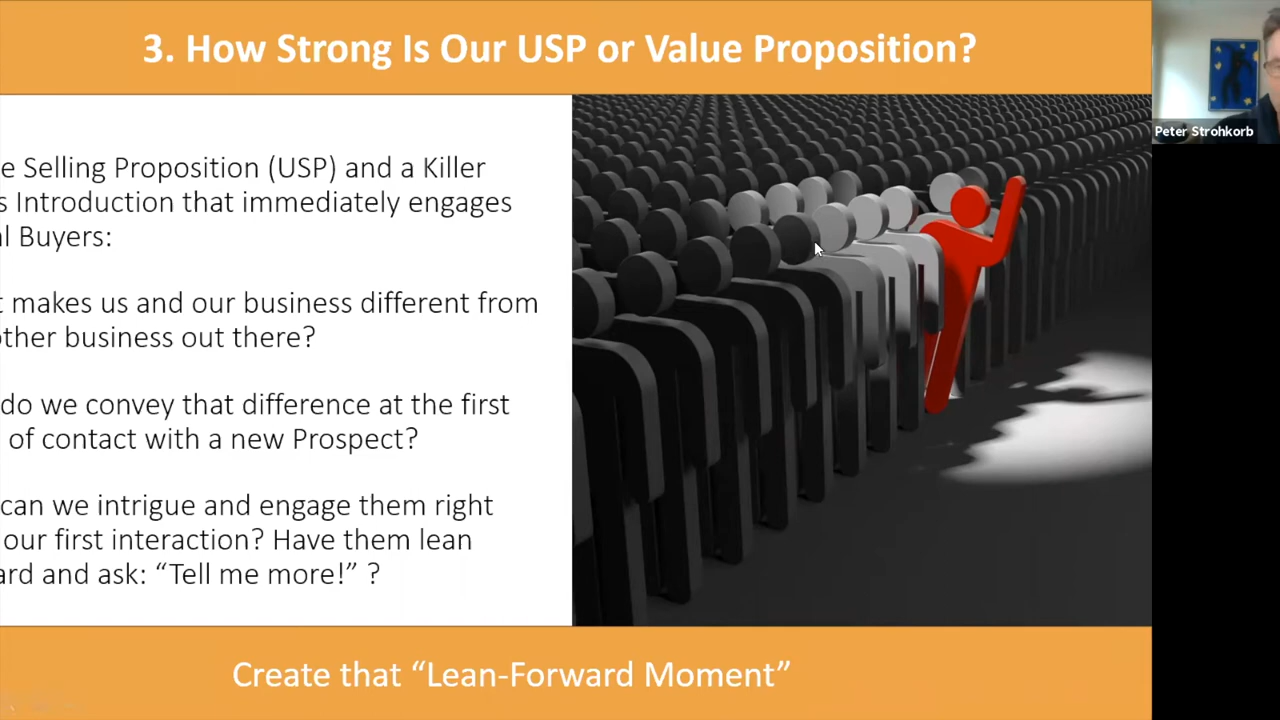 3. How Strong Is Our USP or Value Proposition?
e Selling Proposition (USP) and a Killer
s Introduction that immediately engages
l Buyers:
t makes us and our business different from
other business out there?
do we convey that difference at the first
of contact with a new Prospect?
can we intrigue and engage them right
our first interaction? Have them lean
ard and ask: “Tell me more!” ?
Create that “Lean-Forward Moment”
Peter Strohkorb